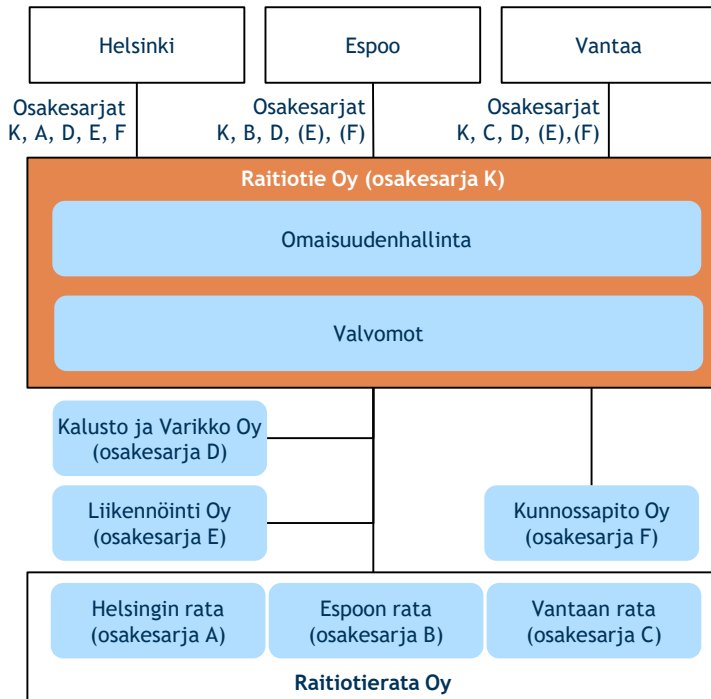 Helsinki
Espoo
Vantaa
Osakesarjat
K, A, D, E, F
Osakesarjat
K, B, D, (E), (F)
Osakesarjat
K, C, D, (E),(F)
Raitiotie Oy (osakesarja K)
Omaisuudenhallinta
Valvomot
Kalusto ja Varikko Oy
(osakesarja D)
Liikennöinti Oy
(osakesarja E)
Kunnossapito Oy
(osakesarja F)
Helsingin rata
(osakesarja A)
Espoon rata
(osakesarja B)
Vantaan rata
(osakesarja C)
Raitiotierata Oy